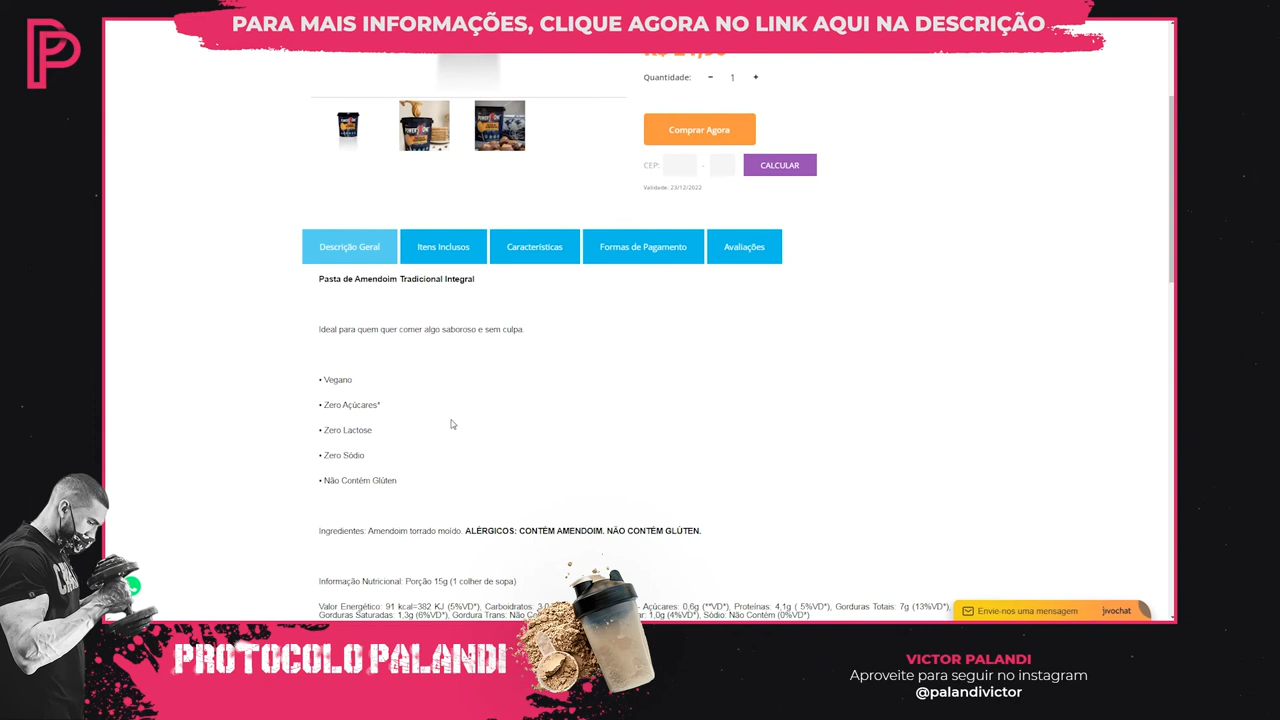 PARA MAIS INFORMAÇÕES, CLIQUE AGORA NO LINK AQUI NA DESCRIÇÃO
Quantidade: - 1 +
Comprar Agora
CEP: - CALCULAR
Validade: 23/12/2022
Descrição Geral Itens Inclusos Características Formas de Pagamento Avaliações
Pasta de Amendoim Tradicional Integral
Ideal para quem quer comer algo saboroso e sem culpa.
• Vegano
• Zero Açúcares*
• Zero Lactose
• Zero Sódio
• Não Contém Glúten
Ingredientes: Amendoim torrado moído. ALÉRGICOS: CONTÉM AMENDOIM. NÃO CONTÉM GLÚTEN.
Informação Nutricional: Porção 15g (1 colher de sopa)
Valor Energético: 91 kcal=382 KJ (5%VD*), Carboidratos: 3,0 - Açúcares: 0,6g (**VD*), Proteínas: 4,1g ( 5%VD*), Gorduras Totais: 7g (13%VD*),
Gorduras Saturadas: 1,3g (6%VD*), Gordura Trans: Não 1,0g (4%VD*), Sódio: Não Contém (0%VD*)
Envie-nos uma mensagem jivochat
PROTOCOLO PALANDI
VICTOR PALANDI
Aproveite para seguir no instagram
@palandivictor